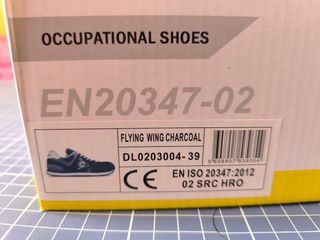 OCCUPATIONAL SHOES
EN20347-02
FLYING WING CHARCOAL
DL0203004-39
CE EN ISO 20347:2012
02 SRC HRO